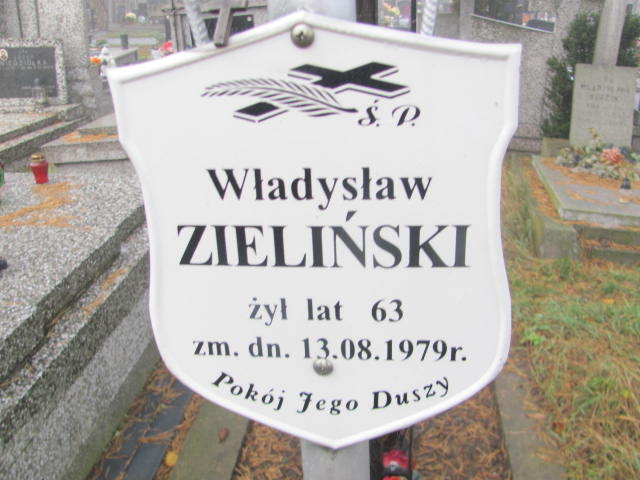 Ś. P.
Władysław
ZIELIŃSKI
żył lat 63
zm. dn. 13.08.1979r.
Pokój Jego Duszy